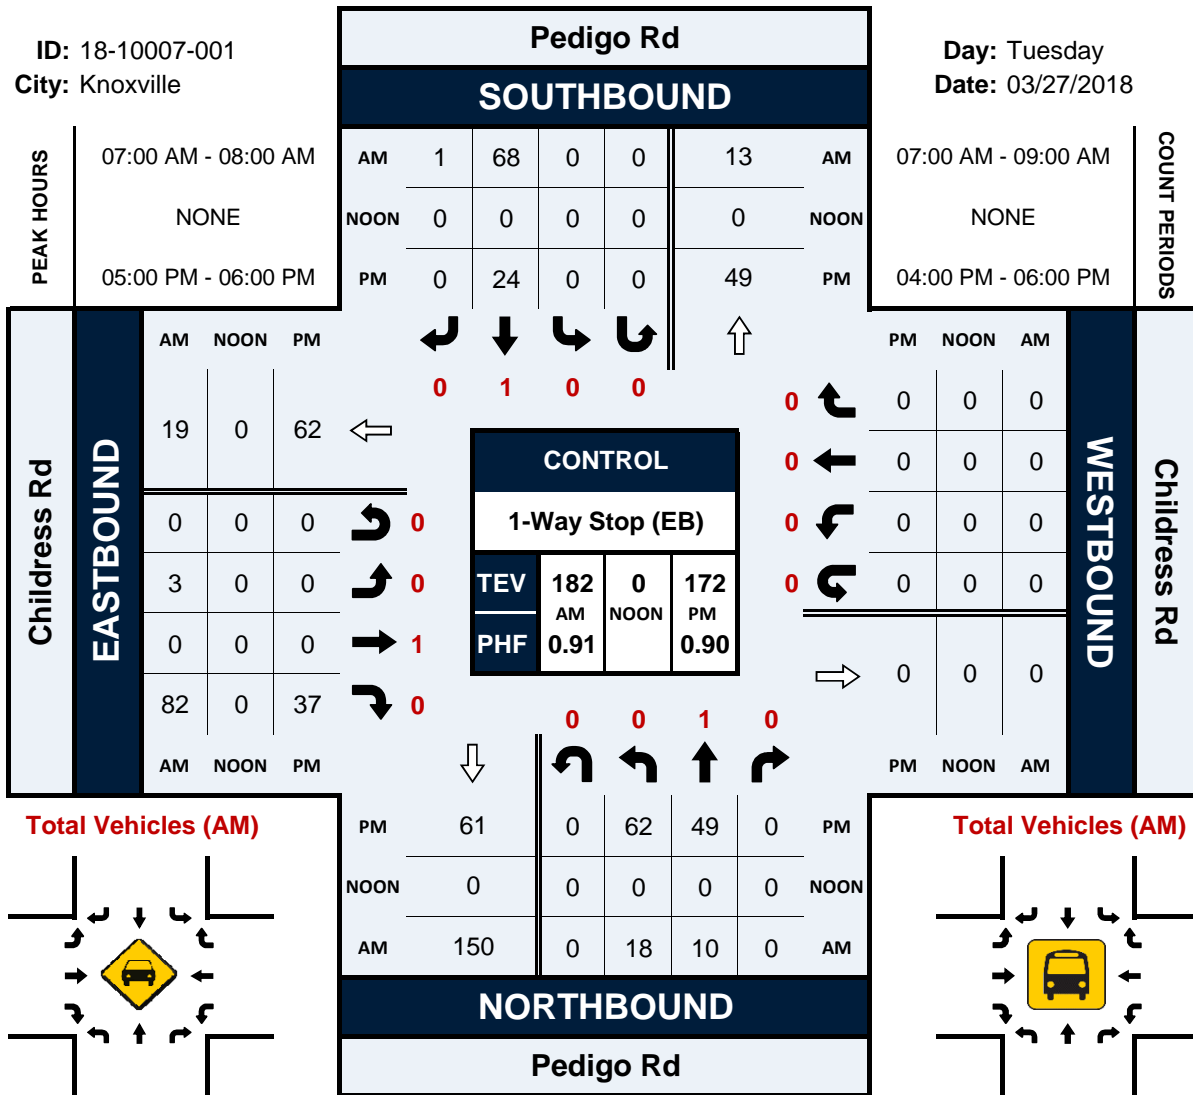 Pedigo Rd
ID: 18-10007-001
Day: Tuesday
City: Knoxville
Date: 03/27/2018
SOUTHBOUND
PEAK HOURS
07:00 AM - 08:00 AM
NONE
05:00 PM - 06:00 PM
AM 1 68 0 0 13 AM
NOON 0 0 0 0 0 NOON
PM 0 24 0 0 49 PM
07:00 AM - 09:00 AM
NONE
04:00 PM - 06:00 PM
COUNT PERIODS
0 1 0 0
Childress Rd
EASTBOUND
AM NOON PM
19 0 62
0 0 0 0
3 0 0 0
0 0 0 1
82 0 37 0
AM NOON PM
CONTROL
1-Way Stop (EB)
TEV 182 0 172
AM NOON PM
PHF 0.91 0.90
PM NOON AM
0 0 0 0
0 0 0 0
0 0 0 0
0 0 0 0
0 0 0
PM NOON AM
WESTBOUND
Childress Rd
0 0 1 0
PM 61 0 62 49 0 PM
NOON 0 0 0 0 0 NOON
AM 150 0 18 10 0 AM
NORTHBOUND
Pedigo Rd
Total Vehicles (AM)
Total Vehicles (AM)